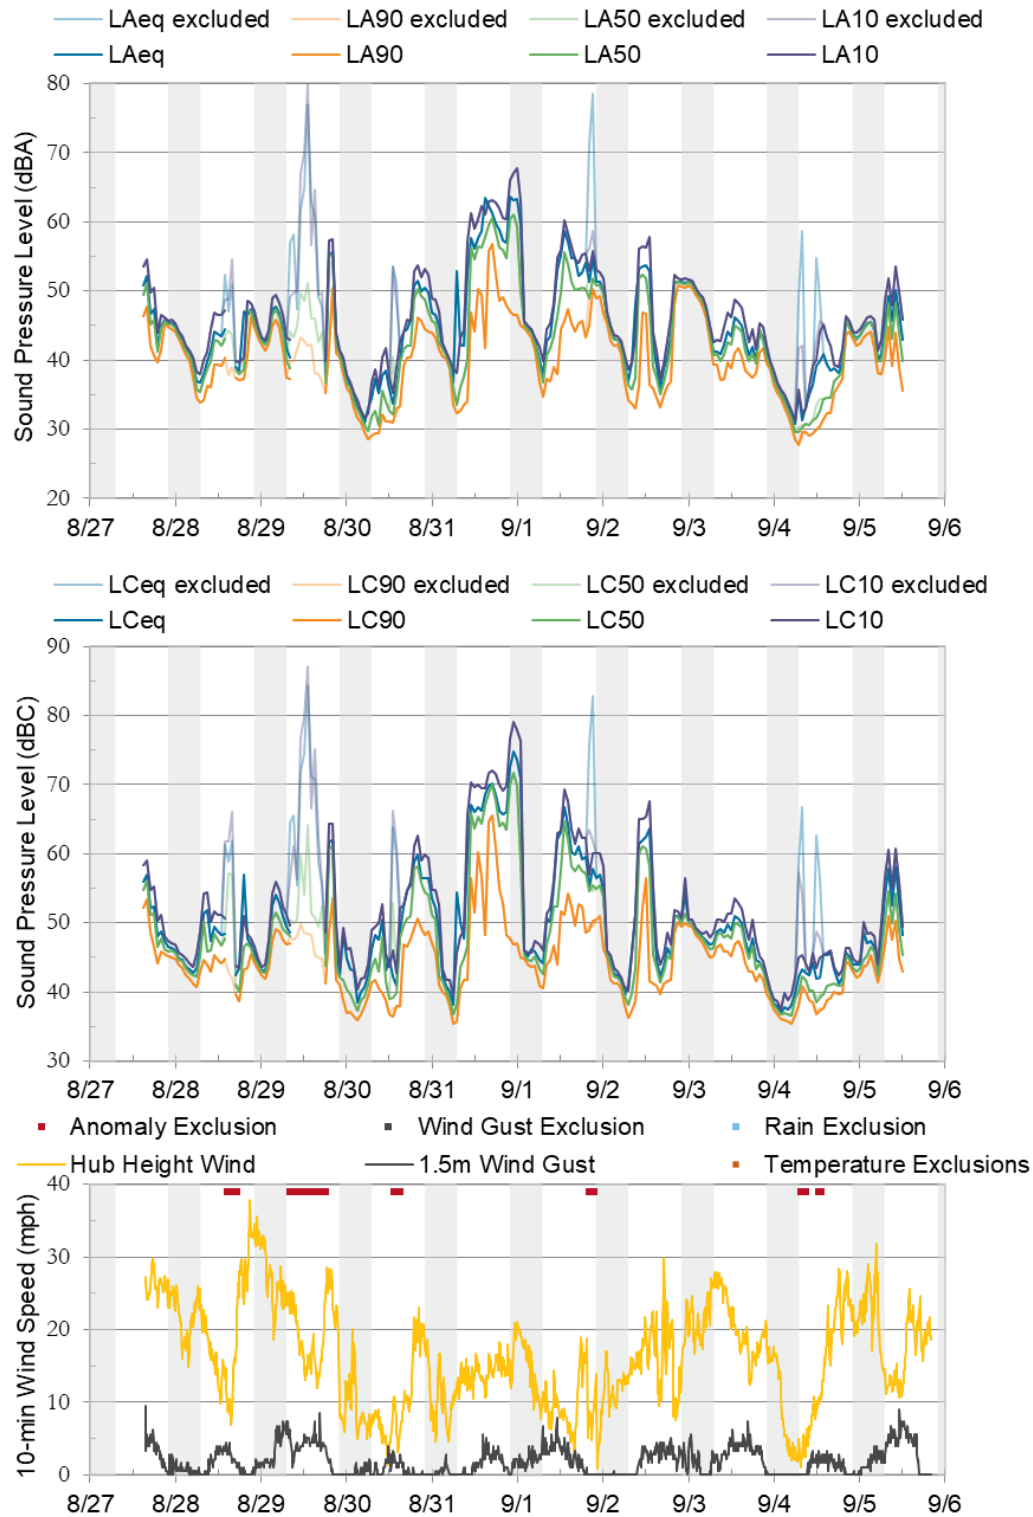 LAeq excluded LA90 excluded LA50 excluded LA10 excluded
LAeq LA90 LA50 LA10
Sound Pressure Level (dBA)
80
70
60
50
40
30
20
8/27 8/28 8/29 8/30 8/31 9/1 9/2 9/3 9/4 9/5 9/6
LCeq excluded LC90 excluded LC50 excluded LC10 excluded
LCeq LC90 LC50 LC10
Sound Pressure Level (dBC)
90
80
70
60
50
40
30
8/27 8/28 8/29 8/30 8/31 9/1 9/2 9/3 9/4 9/5 9/6
Anomaly Exclusion Wind Gust Exclusion Rain Exclusion
Hub Height Wind 1.5m Wind Gust Temperature Exclusions
10-min Wind Speed (mph)
40
30
20
10
0
8/27 8/28 8/29 8/30 8/31 9/1 9/2 9/3 9/4 9/5 9/6